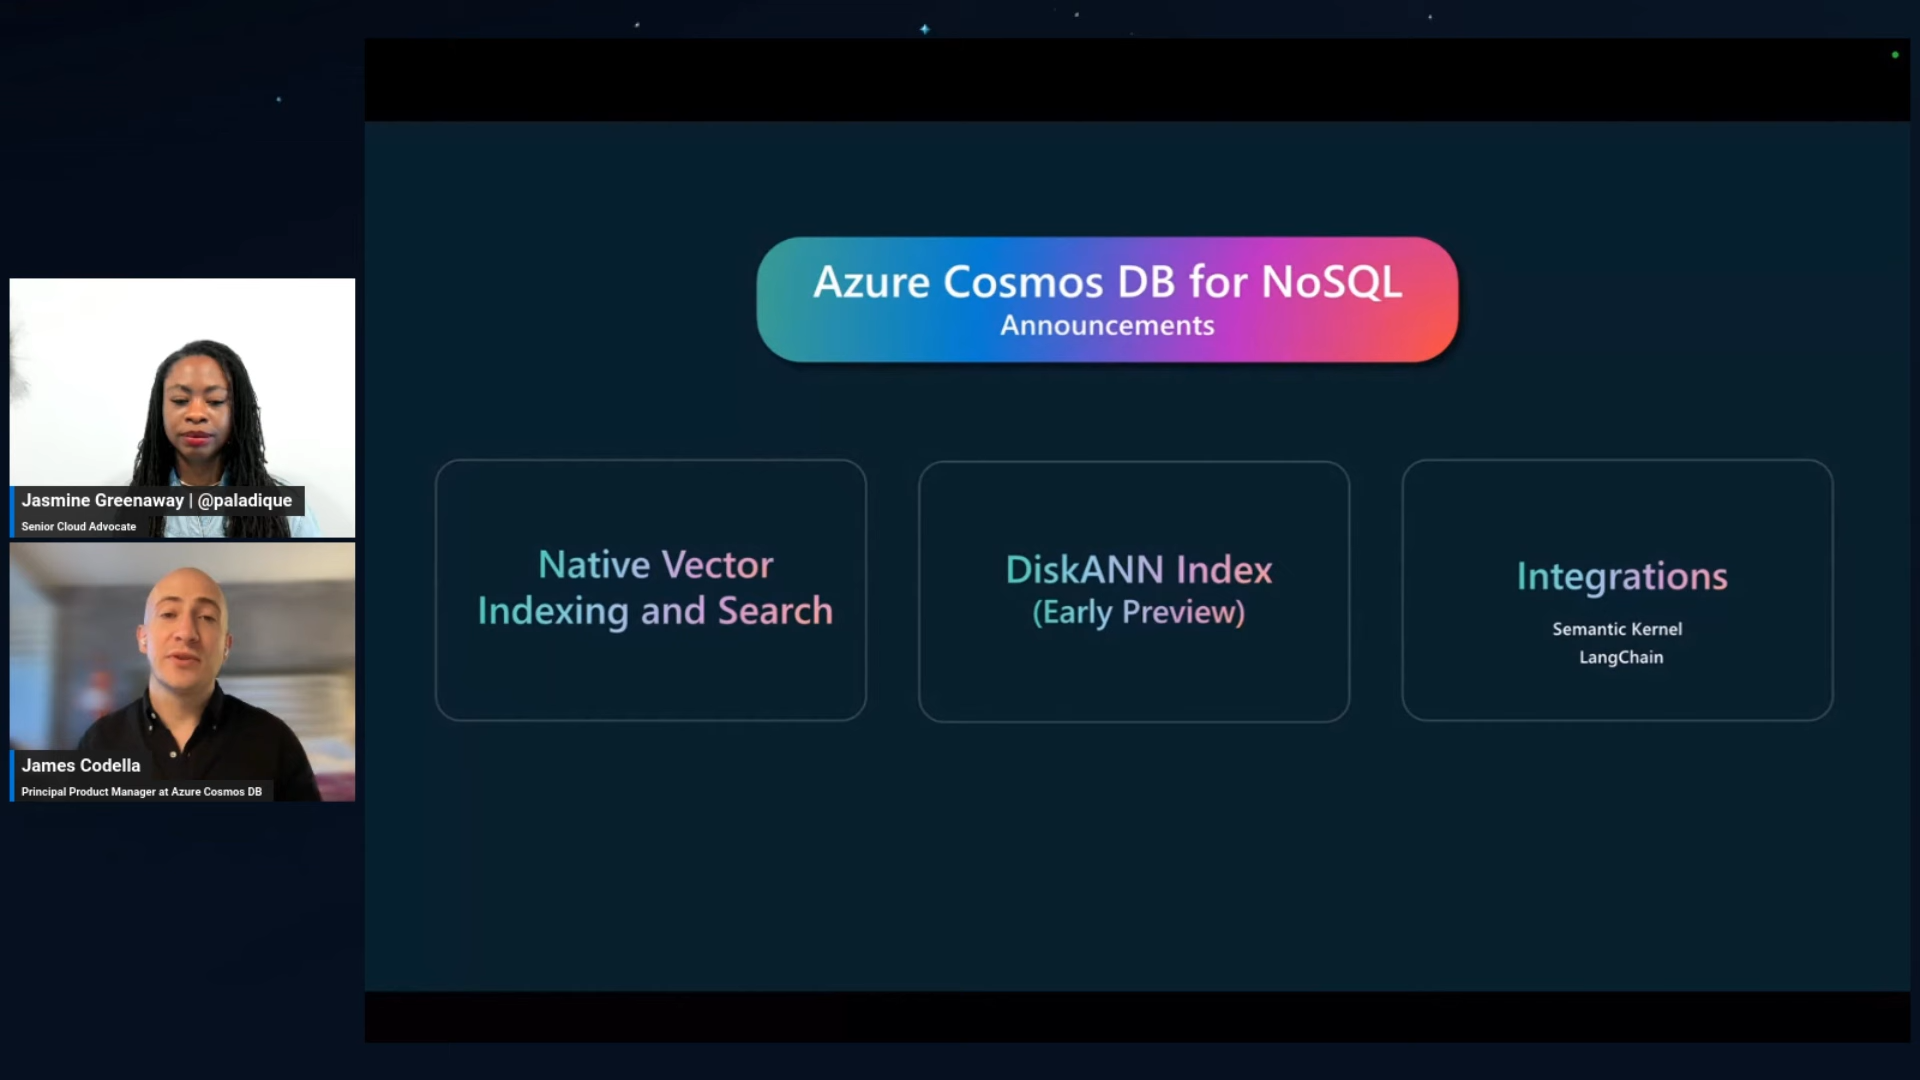 Azure Cosmos DB for NoSQL
Announcements
Native Vector
Indexing and Search
DiskANN Index
(Early Preview)
Integrations
Semantic Kernel
LangChain
Jasmine Greenaway | @paladique
Senior Cloud Advocate
James Codella
Principal Product Manager at Azure Cosmos DB